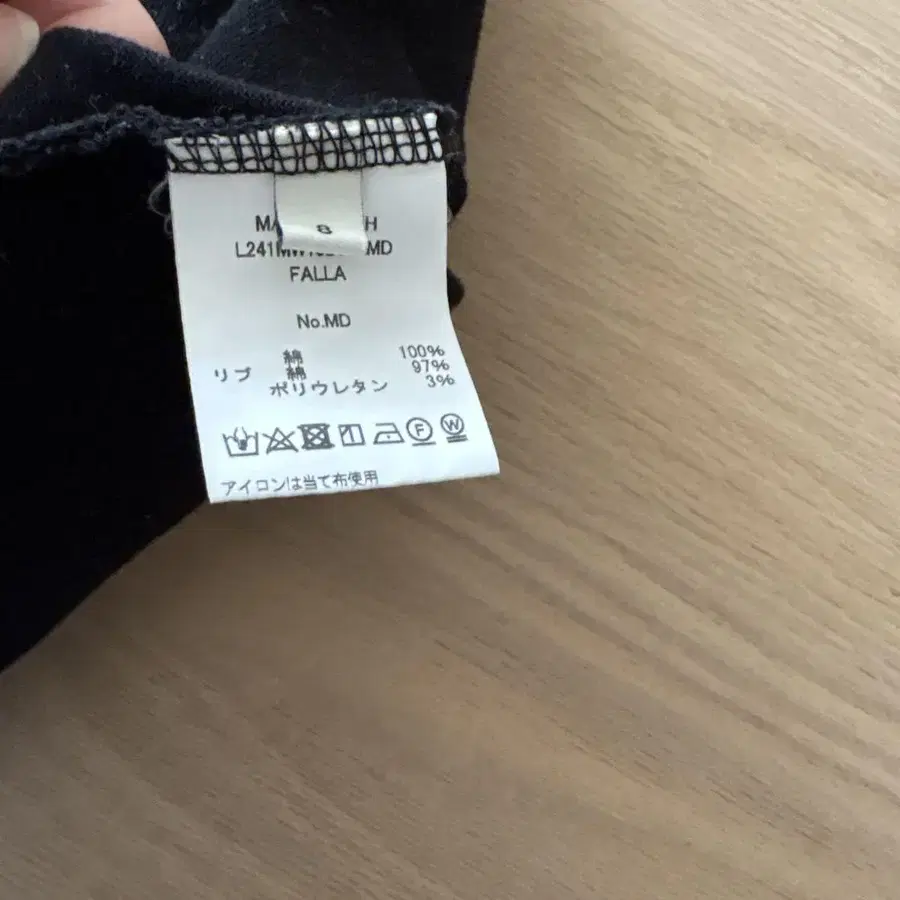 S
FALLA
No.MD
綿 100%
リブ 綿 97%
ポリウレタン 3%
F W
アイコンは当て布使用